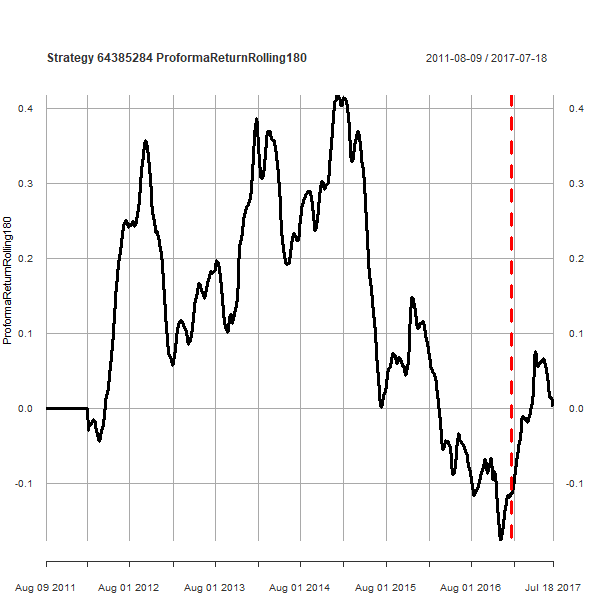 Strategy 64385284 ProformaReturnRolling180
2011-08-09 / 2017-07-18
0.4
0.3
0.2
0.1
0.0
-0.1
ProformaReturnRolling180
0.4
0.3
0.2
0.1
0.0
-0.1
Aug 09 2011
Aug 01 2012
Aug 01 2013
Aug 01 2014
Aug 01 2015
Aug 01 2016
Jul 18 2017